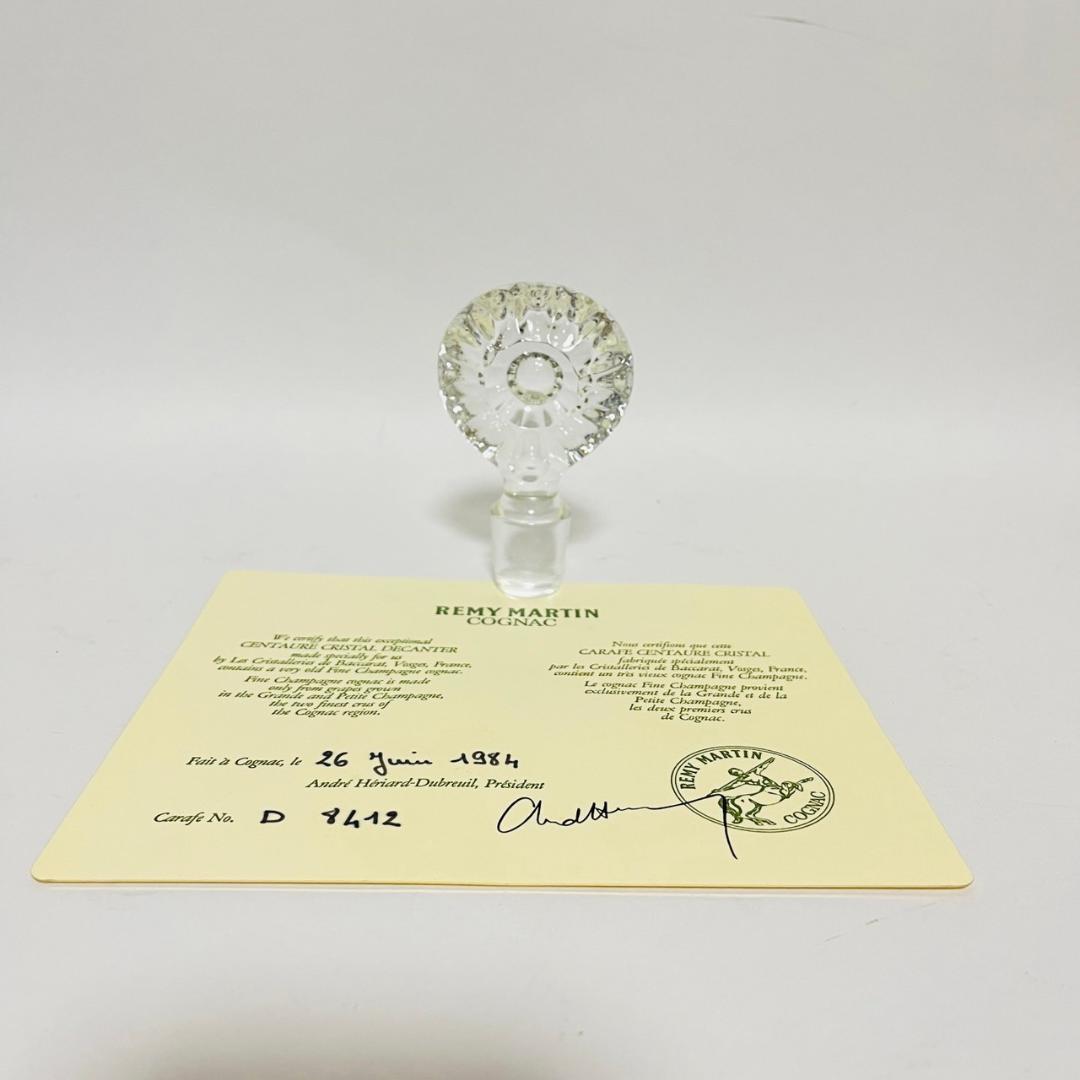 REMY MARTIN
COGNAC
We certify that this exceptional
CENTAURE CRISTAL DECANTER
made specially for us
by Les Cristalleries de Baccarat, Vosges, France,
contains a very old Fine Champagne cognac.
Fine Champagne cognac is made
only from grapes grown
in the Grande and Petite Champagne,
the two finest crus of
the Cognac region.
Nous certifions que cette
CARAFE CENTAURE CRISTAL
fabriquée spécialement
par les Cristalleries de Baccarat, Vosges, France,
contient un très vieux cognac Fine Champagne.
Le cognac Fine Champagne provient
exclusivement de la Grande et de la
Petite Champagne,
les deux premiers crus
de Cognac.
Fait à Cognac, le 26 Juin 1984
André Hériard-Dubreuil, Président
Carafe No. D 8412
REMY MARTIN
COGNAC